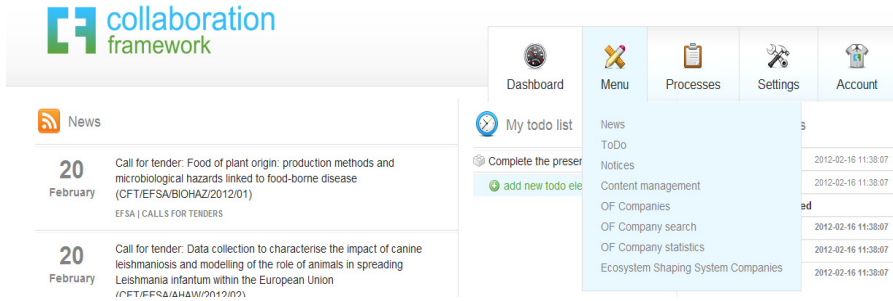 collaboration
framework
Dashboard
Menu
Processes
Settings
Account
News
20
February
Call for tender: Food of plant origin: production methods and
microbiological hazards linked to food-borne disease
(CFT/EFSA/BIOHAZ/2012/01)
EFSA | CALLS FOR TENDERS
20
February
Call for tender: Data collection to characterise the impact of canine
leishmaniosis and modelling of the role of animals in spreading
Leishmania infantum within the European Union
(CFT/EFSA/AHAW/2012/02)
My todo list
Complete the presen
add new todo ele
News
ToDo
Notices
Content management
OF Companies
OF Company search
OF Company statistics
Ecosystem Shaping System Companies
s
2012-02-16 11:38:07
2012-02-16 11:38:07
ed
2012-02-16 11:38:07
2012-02-16 11:38:07
2012-02-16 11:38:07